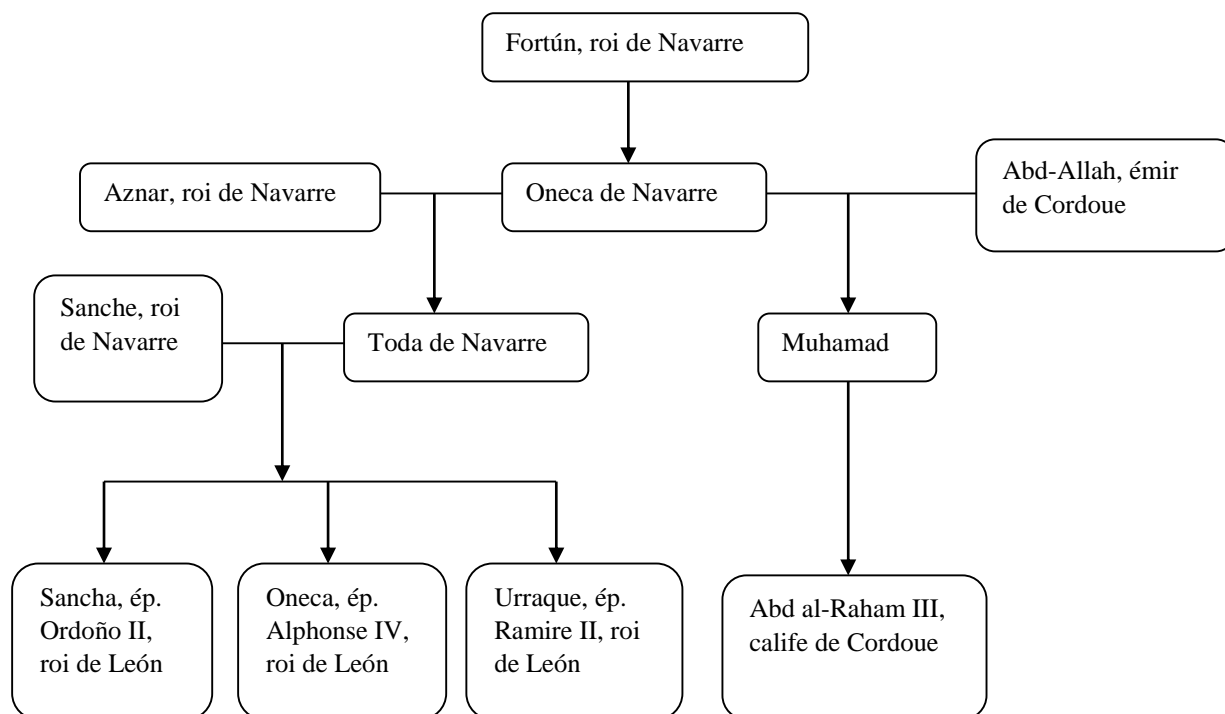 Fortún, roi de Navarre
Aznar, roi de Navarre
Oneca de Navarre
Abd-Allah, émir
de Cordoue
Sanche, roi
de Navarre
Toda de Navarre
Muhamad
Sancha, ép.
Ordoño II,
roi de León
Oneca, ép.
Alphonse IV,
roi de León
Urraque, ép.
Ramire II, roi
de León
Abd al-Raham III,
calife de Cordoue